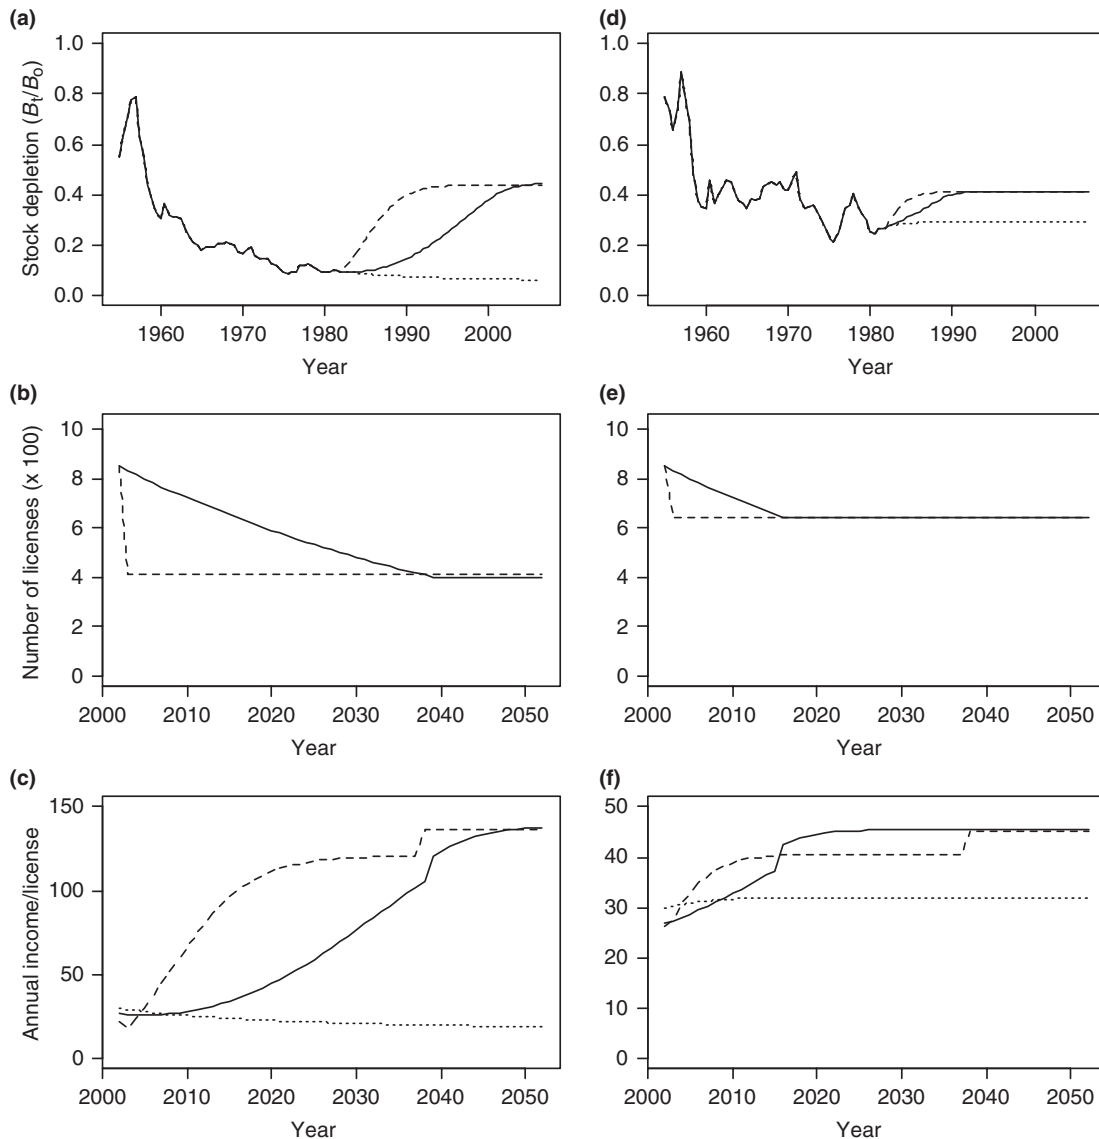 (a)
Stock depletion (Bt/Bo)
1.0
0.8
0.6
0.4
0.2
0.0
1960 1970 1980 1990 2000
Year
(d)
1.0
0.8
0.6
0.4
0.2
0.0
1960 1970 1980 1990 2000
Year
(b)
Number of licenses (x 100)
10
8
6
4
2
0
2000 2010 2020 2030 2040 2050
Year
(e)
10
8
6
4
2
0
2000 2010 2020 2030 2040 2050
Year
(c)
Annual income/license
150
100
50
0
2000 2010 2020 2030 2040 2050
Year
(f)
50
40
30
20
10
0
2000 2010 2020 2030 2040 2050
Year